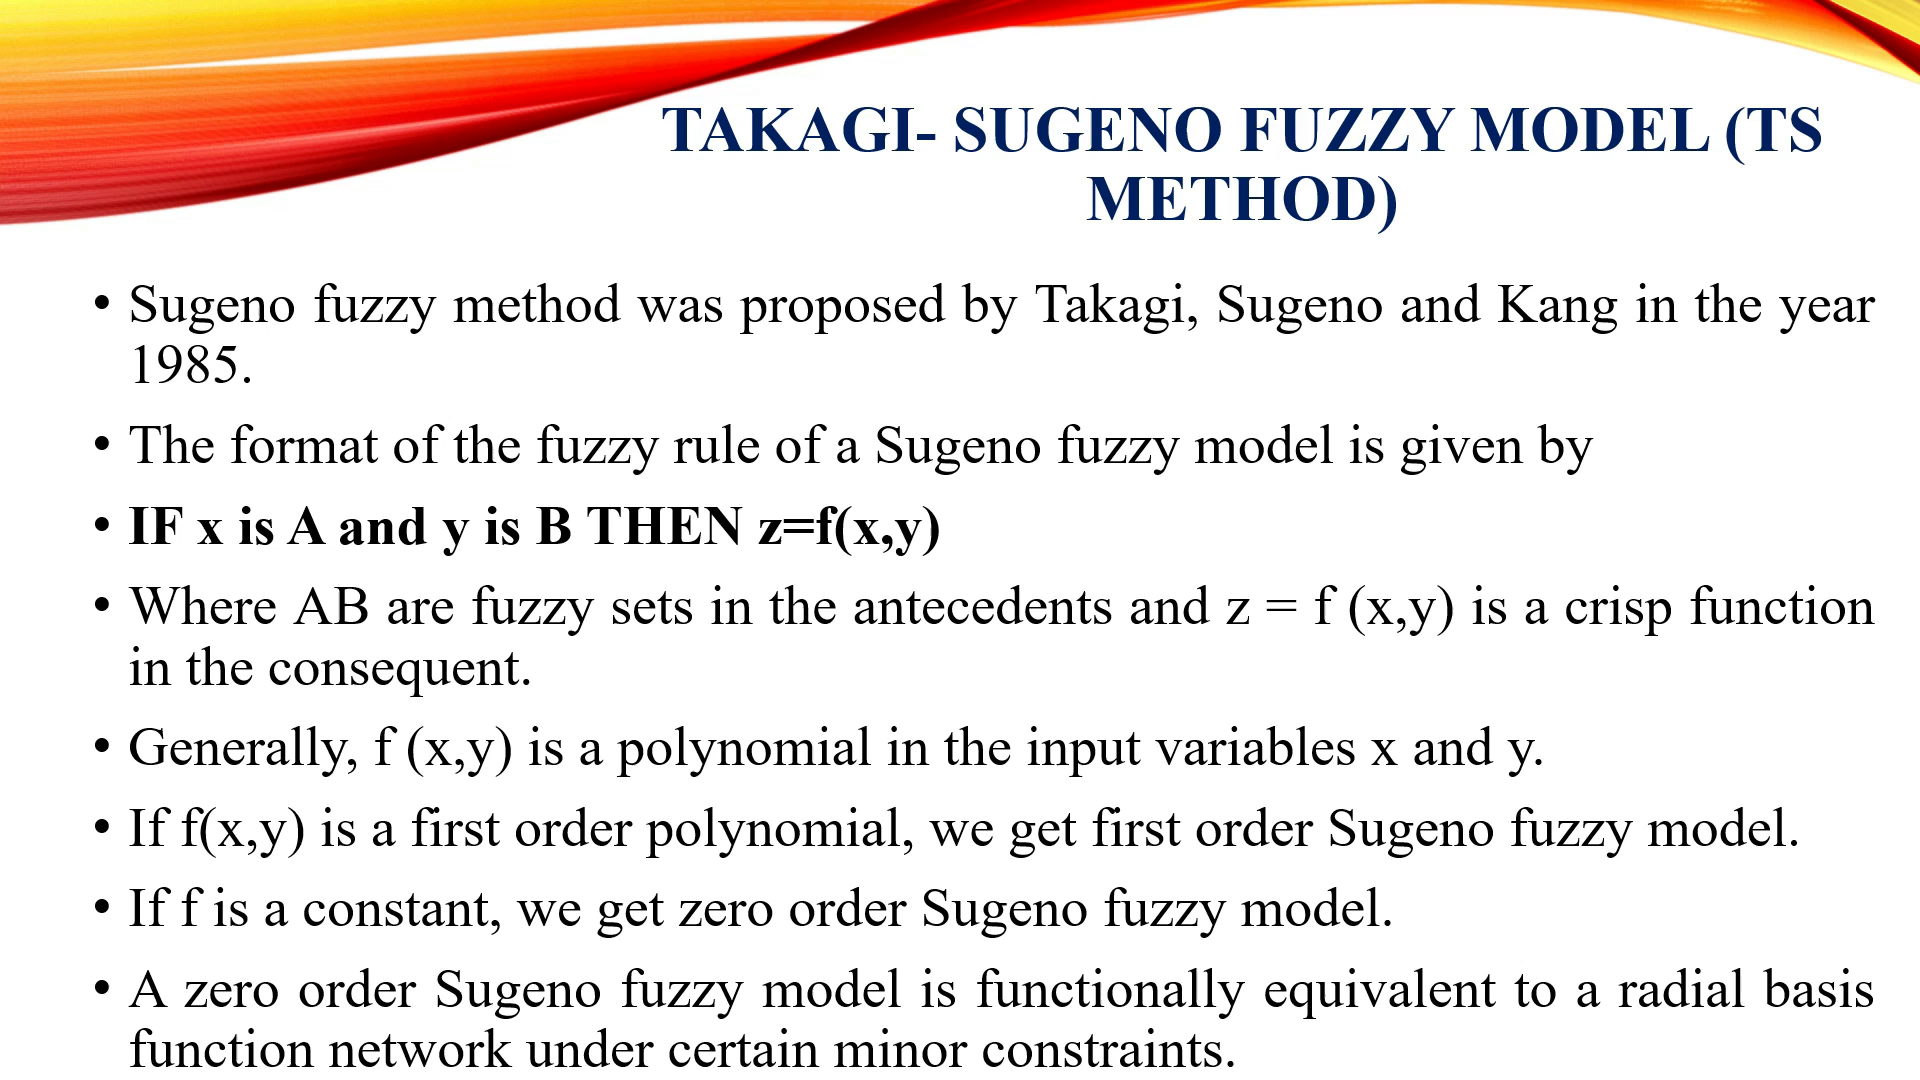 TAKAGI- SUGENO FUZZY MODEL (TS
METHOD)
• Sugeno fuzzy method was proposed by Takagi, Sugeno and Kang in the year
1985.
• The format of the fuzzy rule of a Sugeno fuzzy model is given by
• IF x is A and y is B THEN z=f(x,y)
• Where AB are fuzzy sets in the antecedents and z = f (x,y) is a crisp function
in the consequent.
• Generally, f (x,y) is a polynomial in the input variables x and y.
• If f(x,y) is a first order polynomial, we get first order Sugeno fuzzy model.
• If f is a constant, we get zero order Sugeno fuzzy model.
• A zero order Sugeno fuzzy model is functionally equivalent to a radial basis
function network under certain minor constraints.